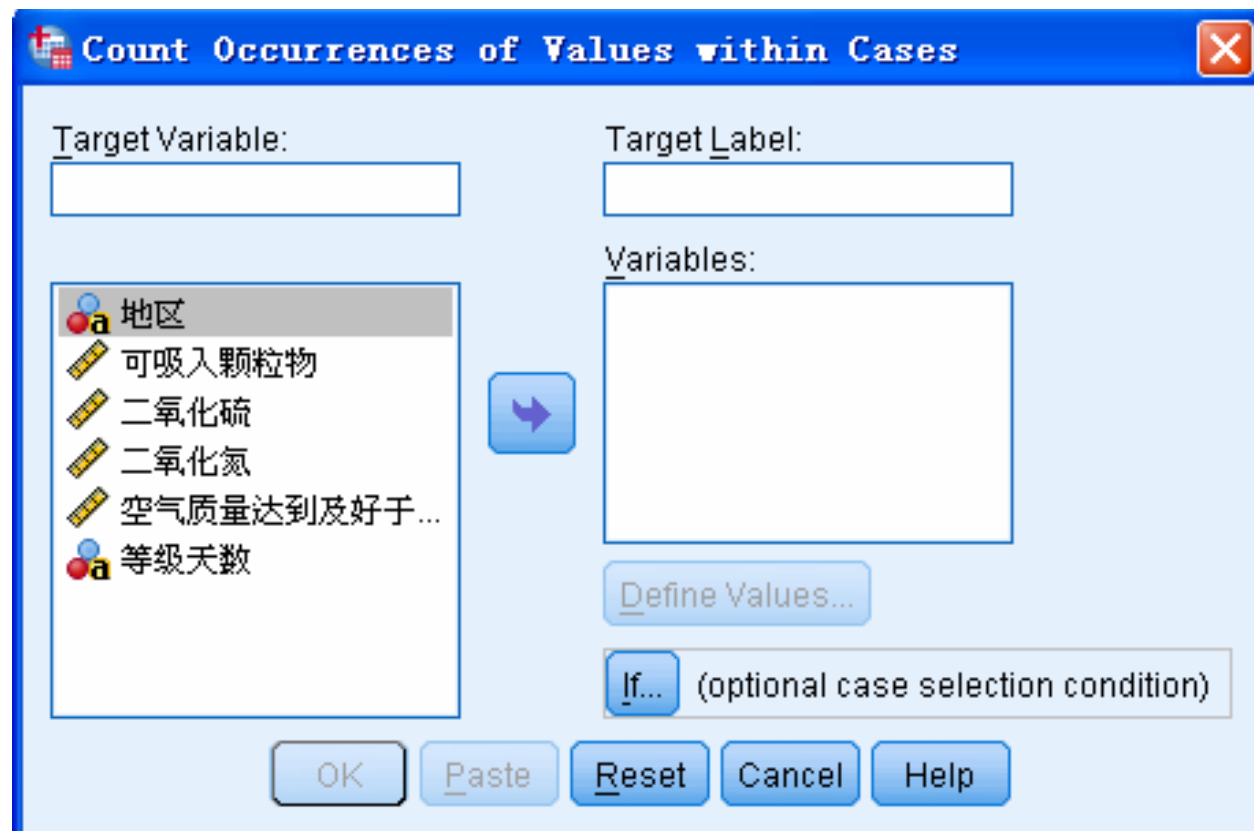 Count Occurrences of Values within Cases
Target Variable:
Target Label:
地区
可吸入颗粒物
二氧化硫
二氧化氮
空气质量达到及好于...
等级天数
Variables:
Define Values...
If... (optional case selection condition)
OK Paste Reset Cancel Help